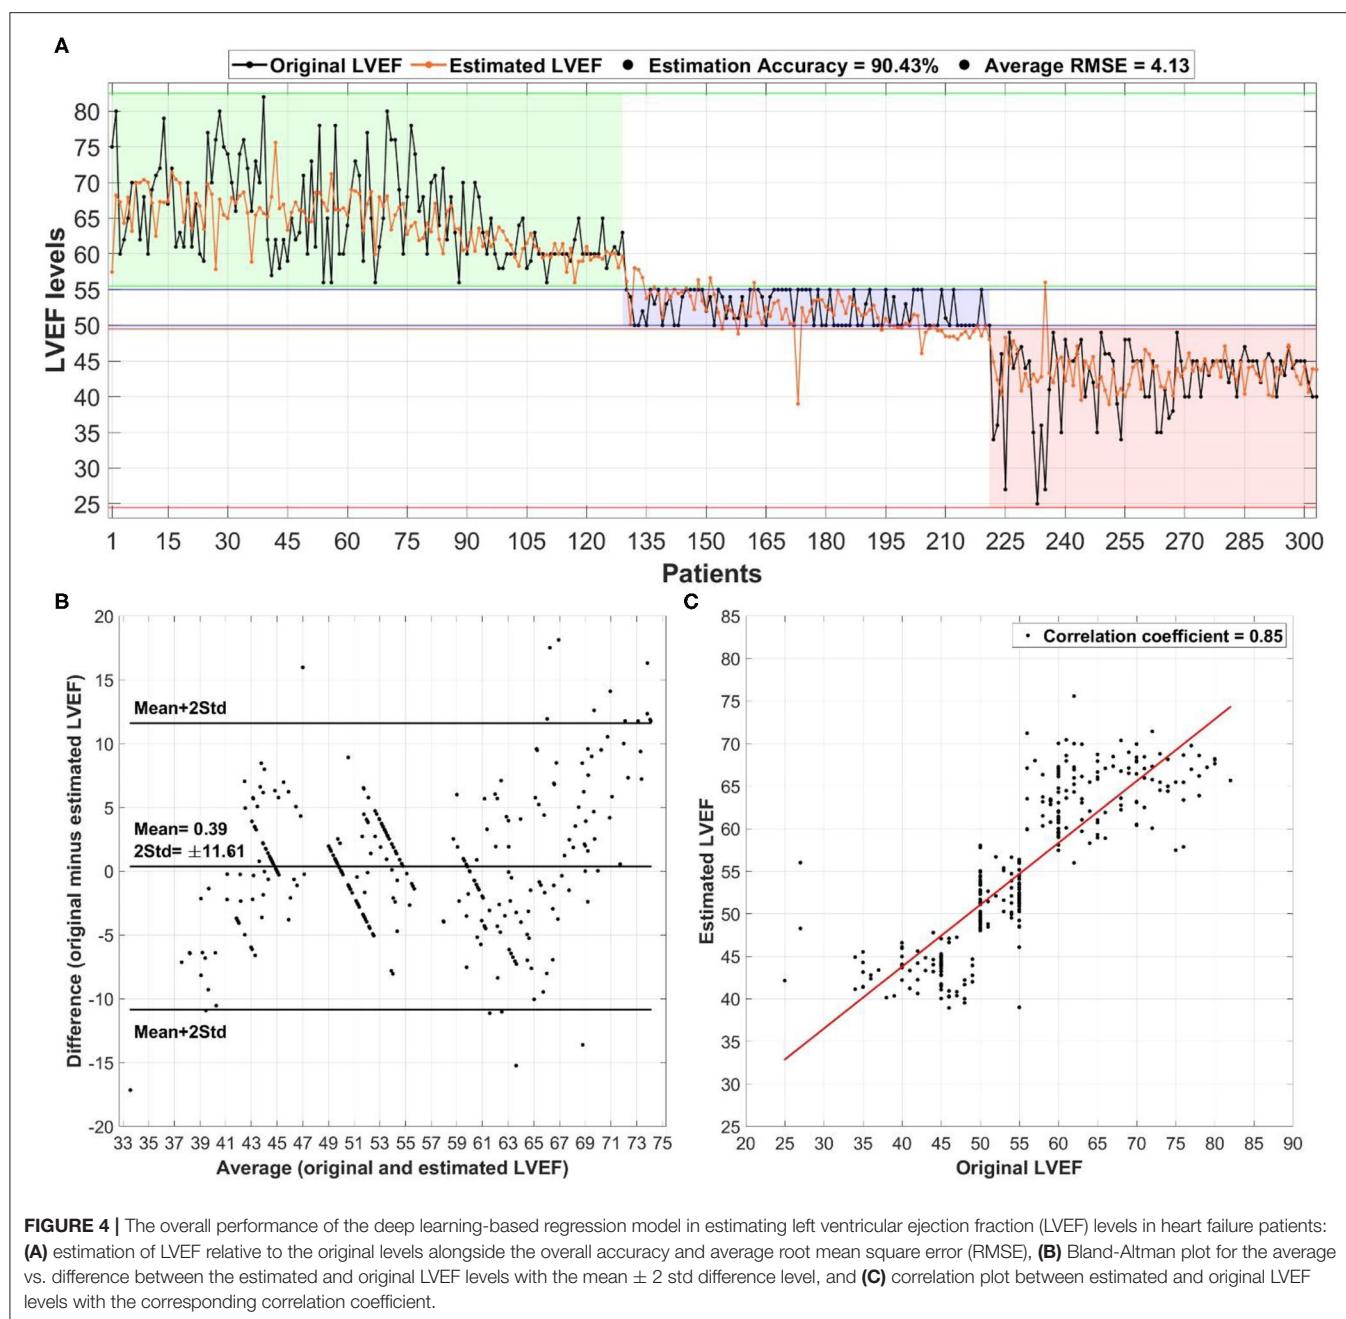 A
Original LVEF Estimated LVEF Estimation Accuracy = 90.43% Average RMSE = 4.13
80
75
70
65
60
55
50
45
40
35
30
25
LVEF levels
1 15 30 45 60 75 90 105 120 135 150 165 180 195 210 225 240 255 270 285 300
Patients
B
20
15
10
5
0
-5
-10
-15
-20
Difference (original minus estimated LVEF)
Mean+2Std
Mean= 0.39
2Std= ±11.61
Mean+2Std
33 35 37 39 41 43 45 47 49 51 53 55 57 59 61 63 65 67 69 71 73 75
Average (original and estimated LVEF)
C
85
80
75
70
65
60
55
50
45
40
35
30
25
Estimated LVEF
Correlation coefficient = 0.85
20 25 30 35 40 45 50 55 60 65 70 75 80 85 90
Original LVEF
FIGURE 4 | The overall performance of the deep learning-based regression model in estimating left ventricular ejection fraction (LVEF) levels in heart failure patients:
(A) estimation of LVEF relative to the original levels alongside the overall accuracy and average root mean square error (RMSE), (B) Bland-Altman plot for the average
vs. difference between the estimated and original LVEF levels with the mean ± 2 std difference level, and (C) correlation plot between estimated and original LVEF
levels with the corresponding correlation coefficient.